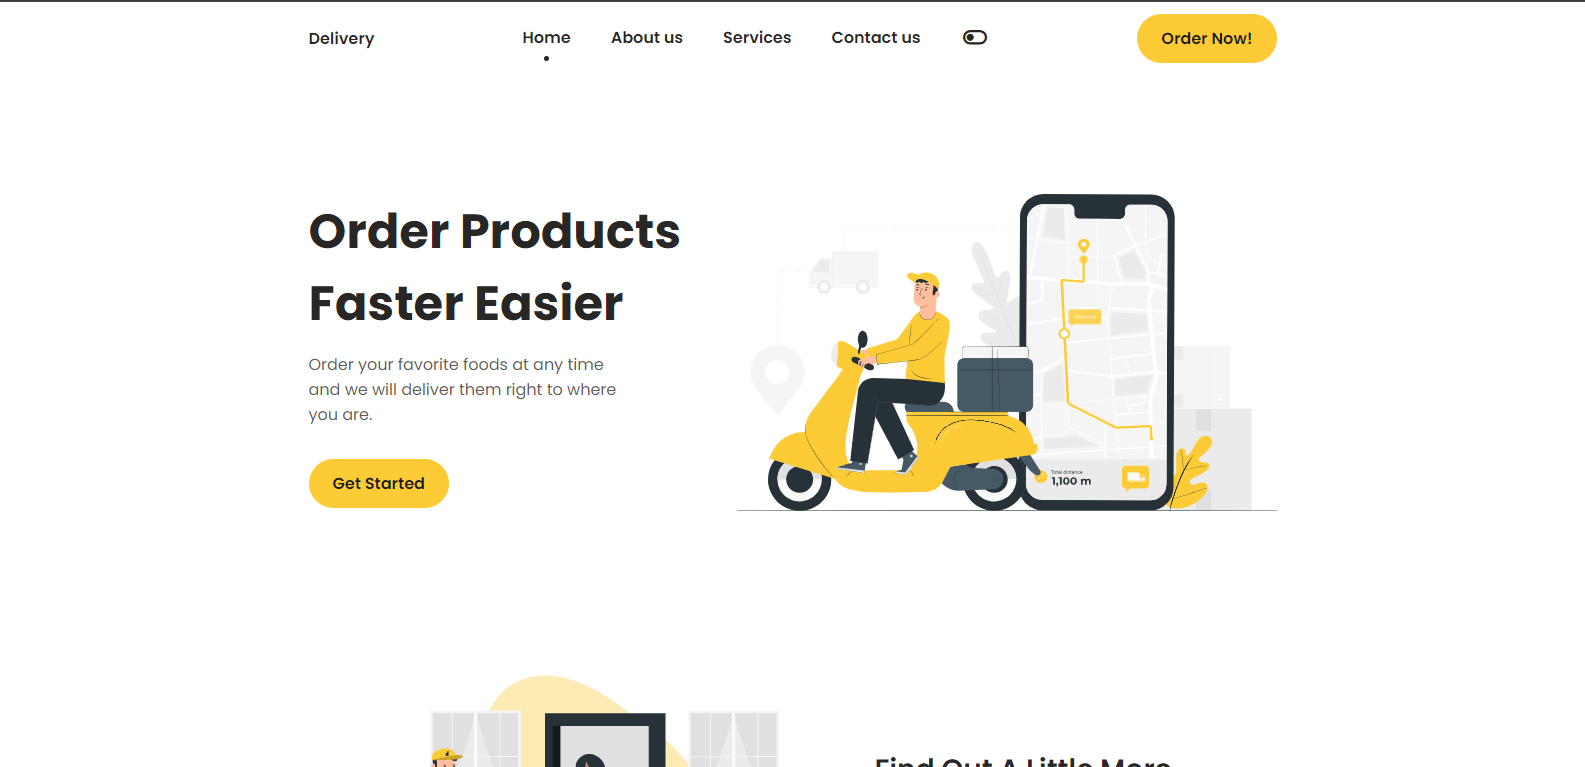 Delivery
Home
About us
Services
Contact us
Order Now!
Order Products
Faster Easier
Order your favorite foods at any time
and we will deliver them right to where
you are.
Get Started
Total distance
1,100 m
Find Out A Little More